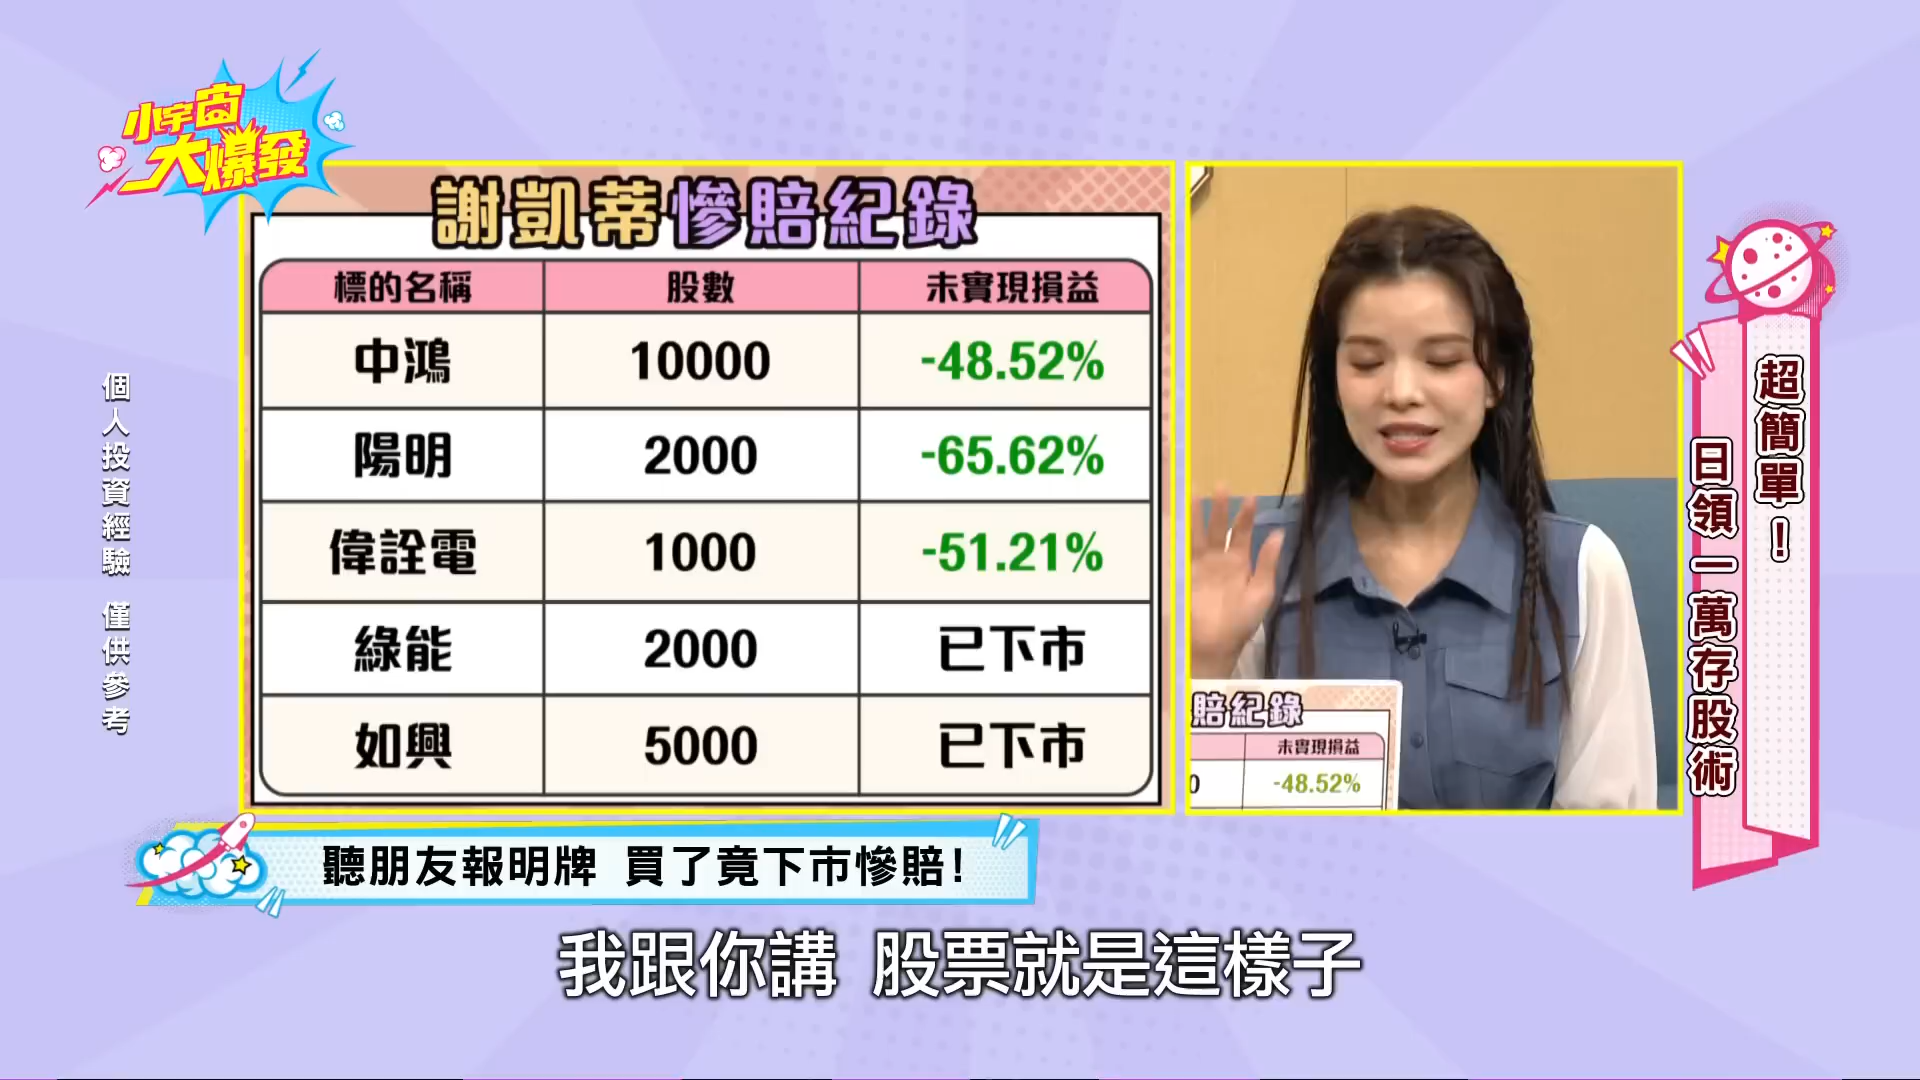 小宇宙
大爆發
謝凱蒂慘賠紀錄
標的名稱 股數 未實現損益
中鴻 10000 -48.52%
陽明 2000 -65.62%
偉詮電 1000 -51.21%
綠能 2000 已下市
如興 5000 已下市
賠紀錄
未實現損益
0 -48.52%
個人投資經驗 僅供參考
超簡單！
日領一萬存股術
聽朋友報明牌 買了竟下市慘賠！
我跟你講 股票就是這樣子